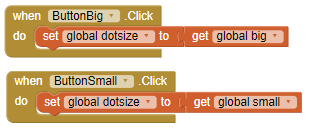 when ButtonBig .Click
do set global dotsize to get global big
when ButtonSmall .Click
do set global dotsize to get global small